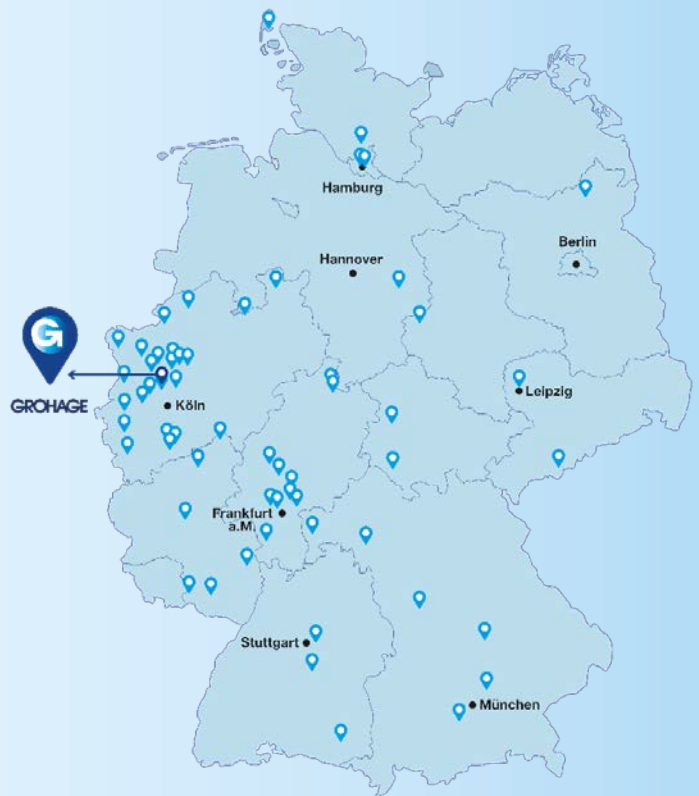 Hamburg
Berlin
Hannover
G
GROHAGE
Köln
Leipzig
Frankfurt
a.M.
Stuttgart
München